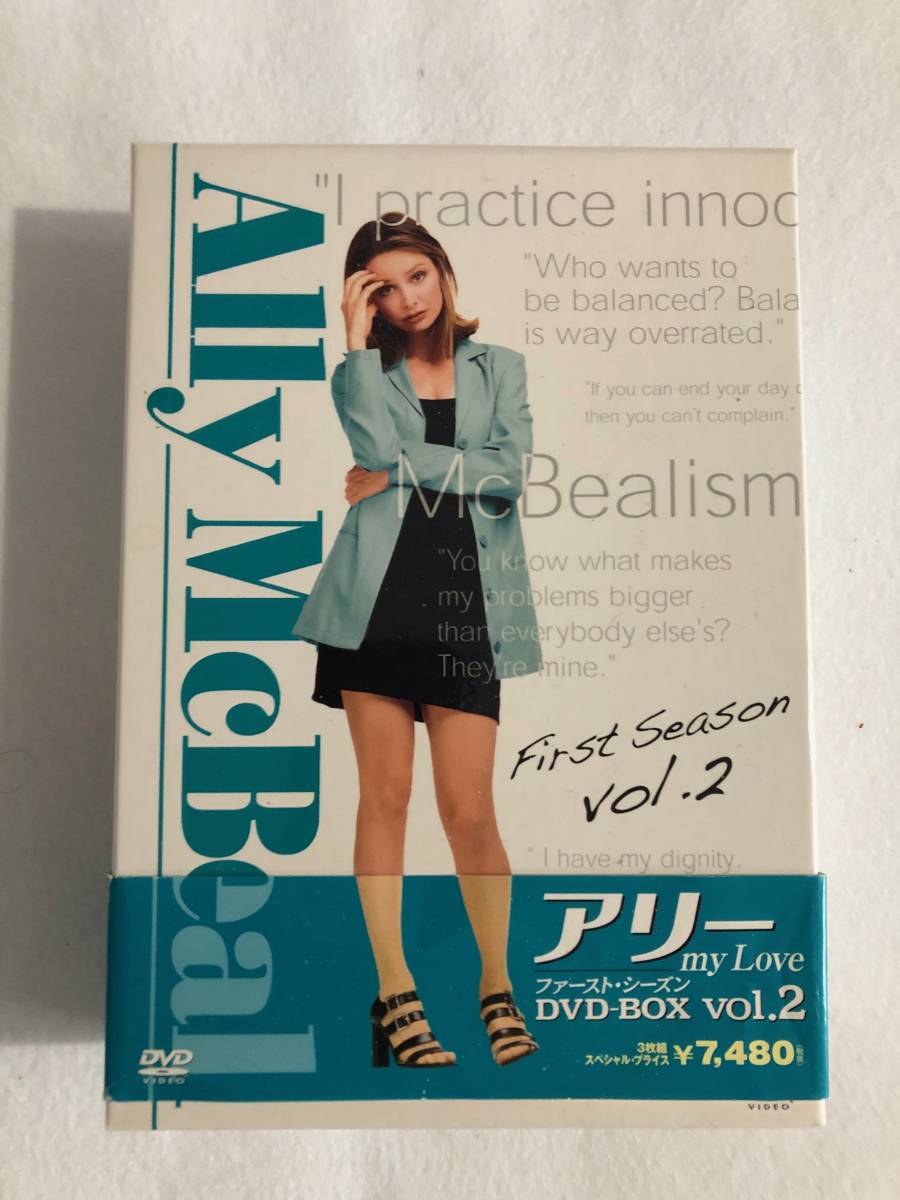 Ally McBeal
"I practice innoc
"Who wants to
be balanced? Bala
is way overrated."
"If you can end your day
then you can't complain."
McBealism
"You know what makes
my problems bigger
than everybody else's?
They're mine."
First Season
vol.2
" I have my dignity.
アリー
my Love
ファースト・シーズン
DVD-BOX vol.2
3枚組
スペシャル・プライス ¥7,480
DVD
VIDEO
VIDEO